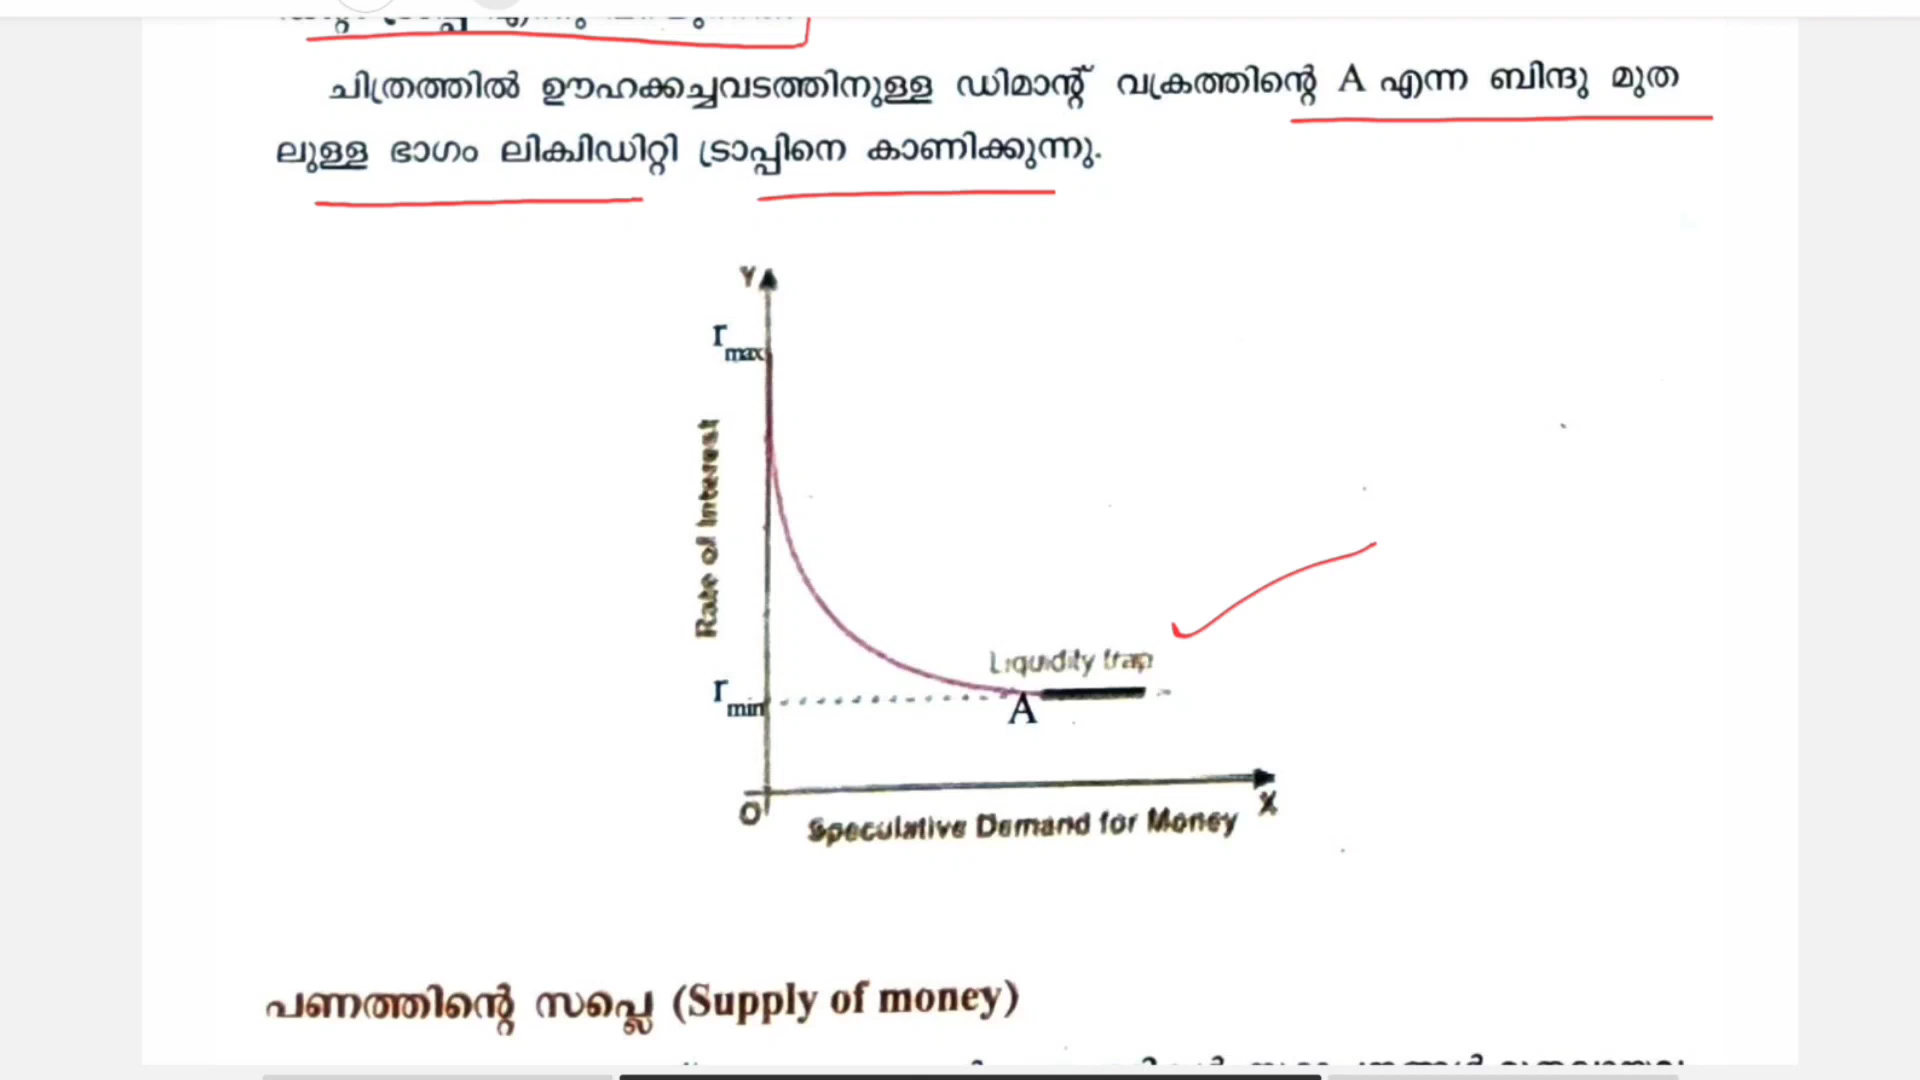 ചിത്രത്തിൽ ഊഹക്കച്ചവടത്തിനുള്ള ഡിമാന്റ് വക്രത്തിന്റെ A എന്ന ബിന്ദു മുത
ലുള്ള ഭാഗം ലിക്വിഡിറ്റി ട്രാപ്പിനെ കാണിക്കുന്നു.
Y
r max
Rate of Interest
Liquidity trap
r min
A
O
X
Speculative Demand for Money
പണത്തിന്റെ സപ്ലൈ (Supply of money)